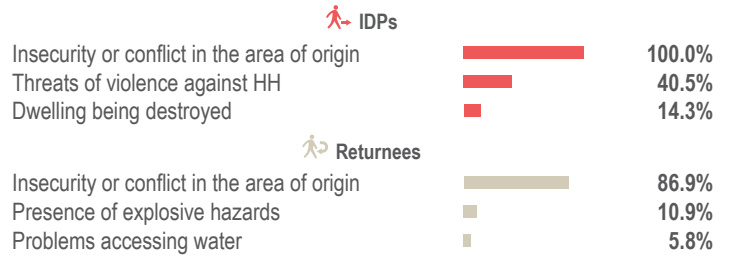 IDPs
Insecurity or conflict in the area of origin 100.0%
Threats of violence against HH 40.5%
Dwelling being destroyed 14.3%
Returnees
Insecurity or conflict in the area of origin 86.9%
Presence of explosive hazards 10.9%
Problems accessing water 5.8%